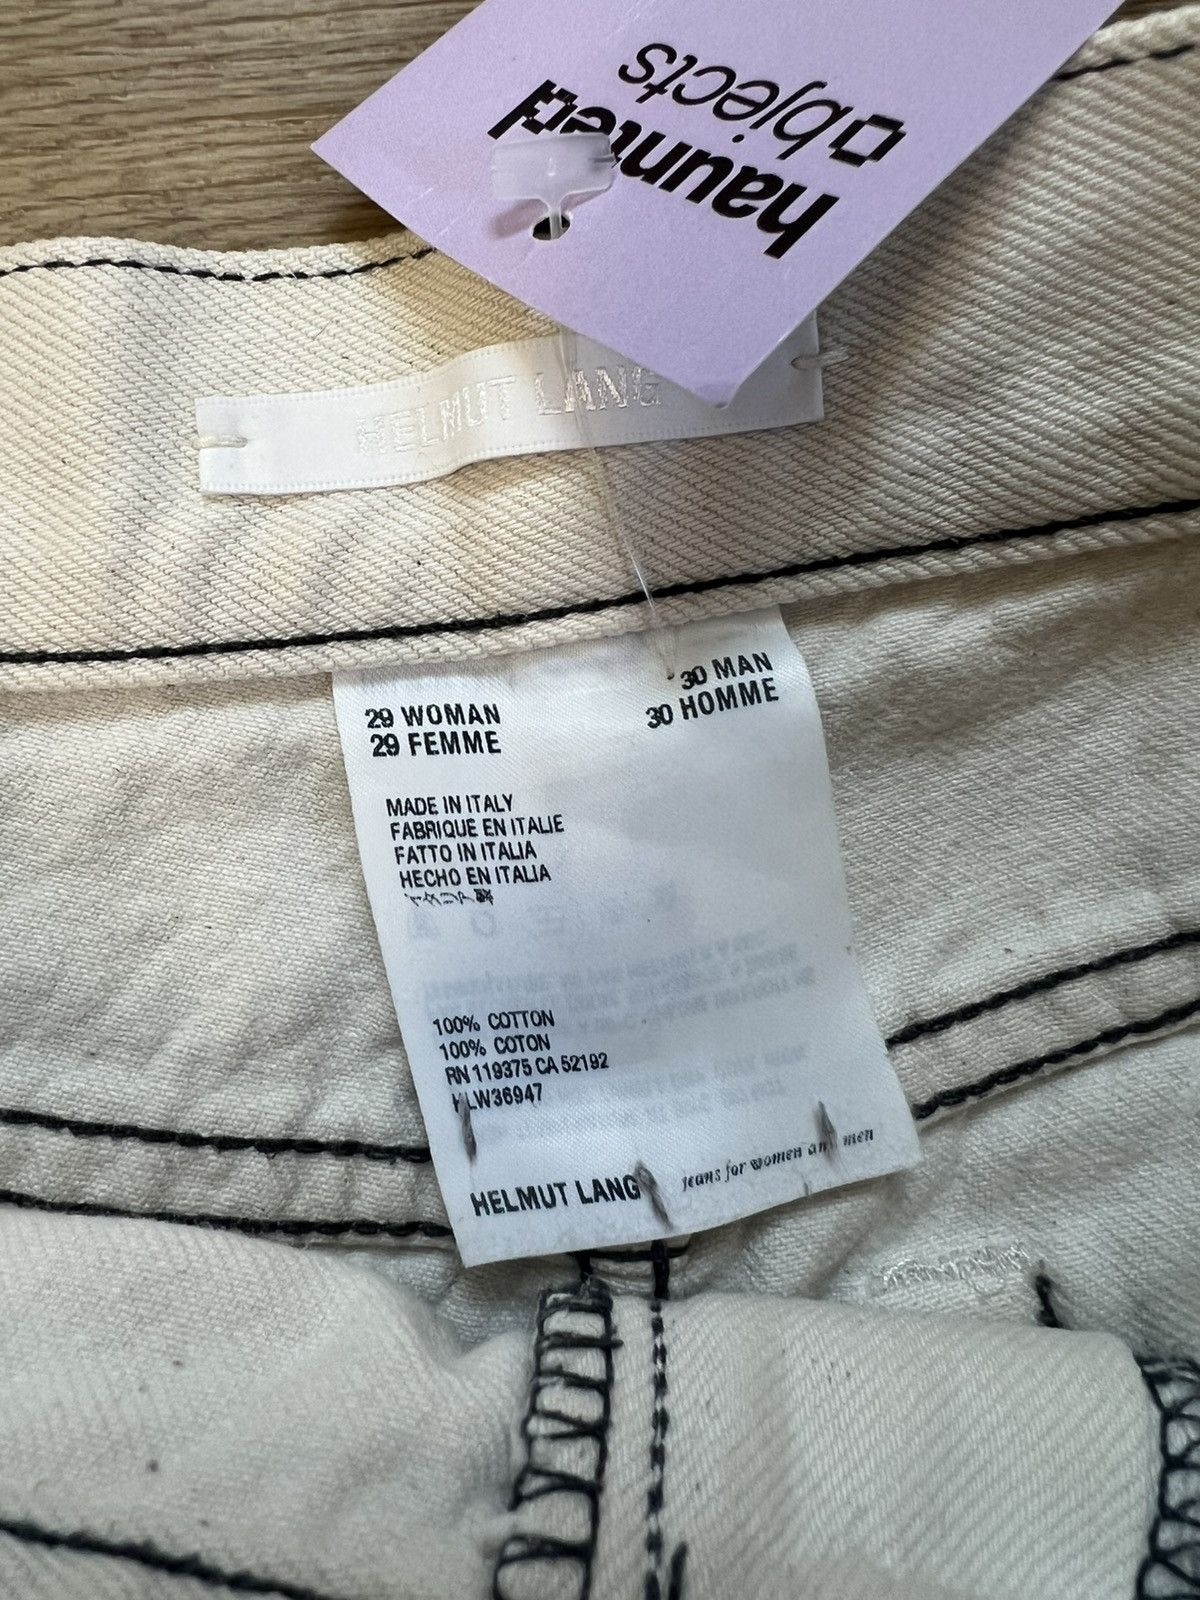 haunted
objects
HELMUT LANG
29 WOMAN
29 FEMME
30 MAN
30 HOMME
MADE IN ITALY
FABRIQUE EN ITALIE
FATTO IN ITALIA
HECHO EN ITALIA
100% COTTON
100% COTON
RN 119375 CA 52192
HLW36947
HELMUT LANG jeans for women and men